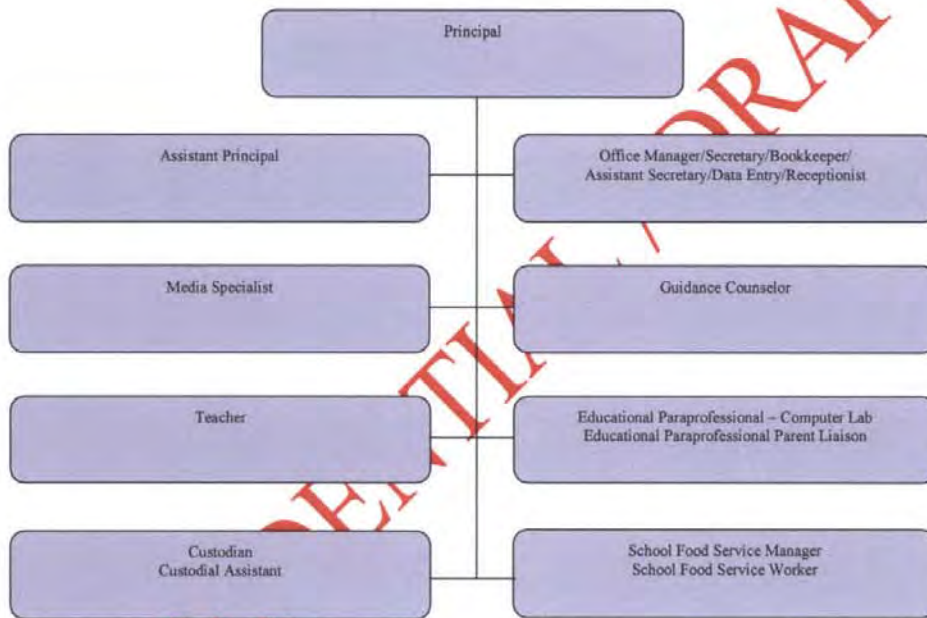 Principal
Assistant Principal
Office Manager/Secretary/Bookkeeper/
Assistant Secretary/Data Entry/Receptionist
Media Specialist
Guidance Counselor
Teacher
Educational Paraprofessional – Computer Lab
Educational Paraprofessional Parent Liaison
Custodian
Custodial Assistant
School Food Service Manager
School Food Service Worker